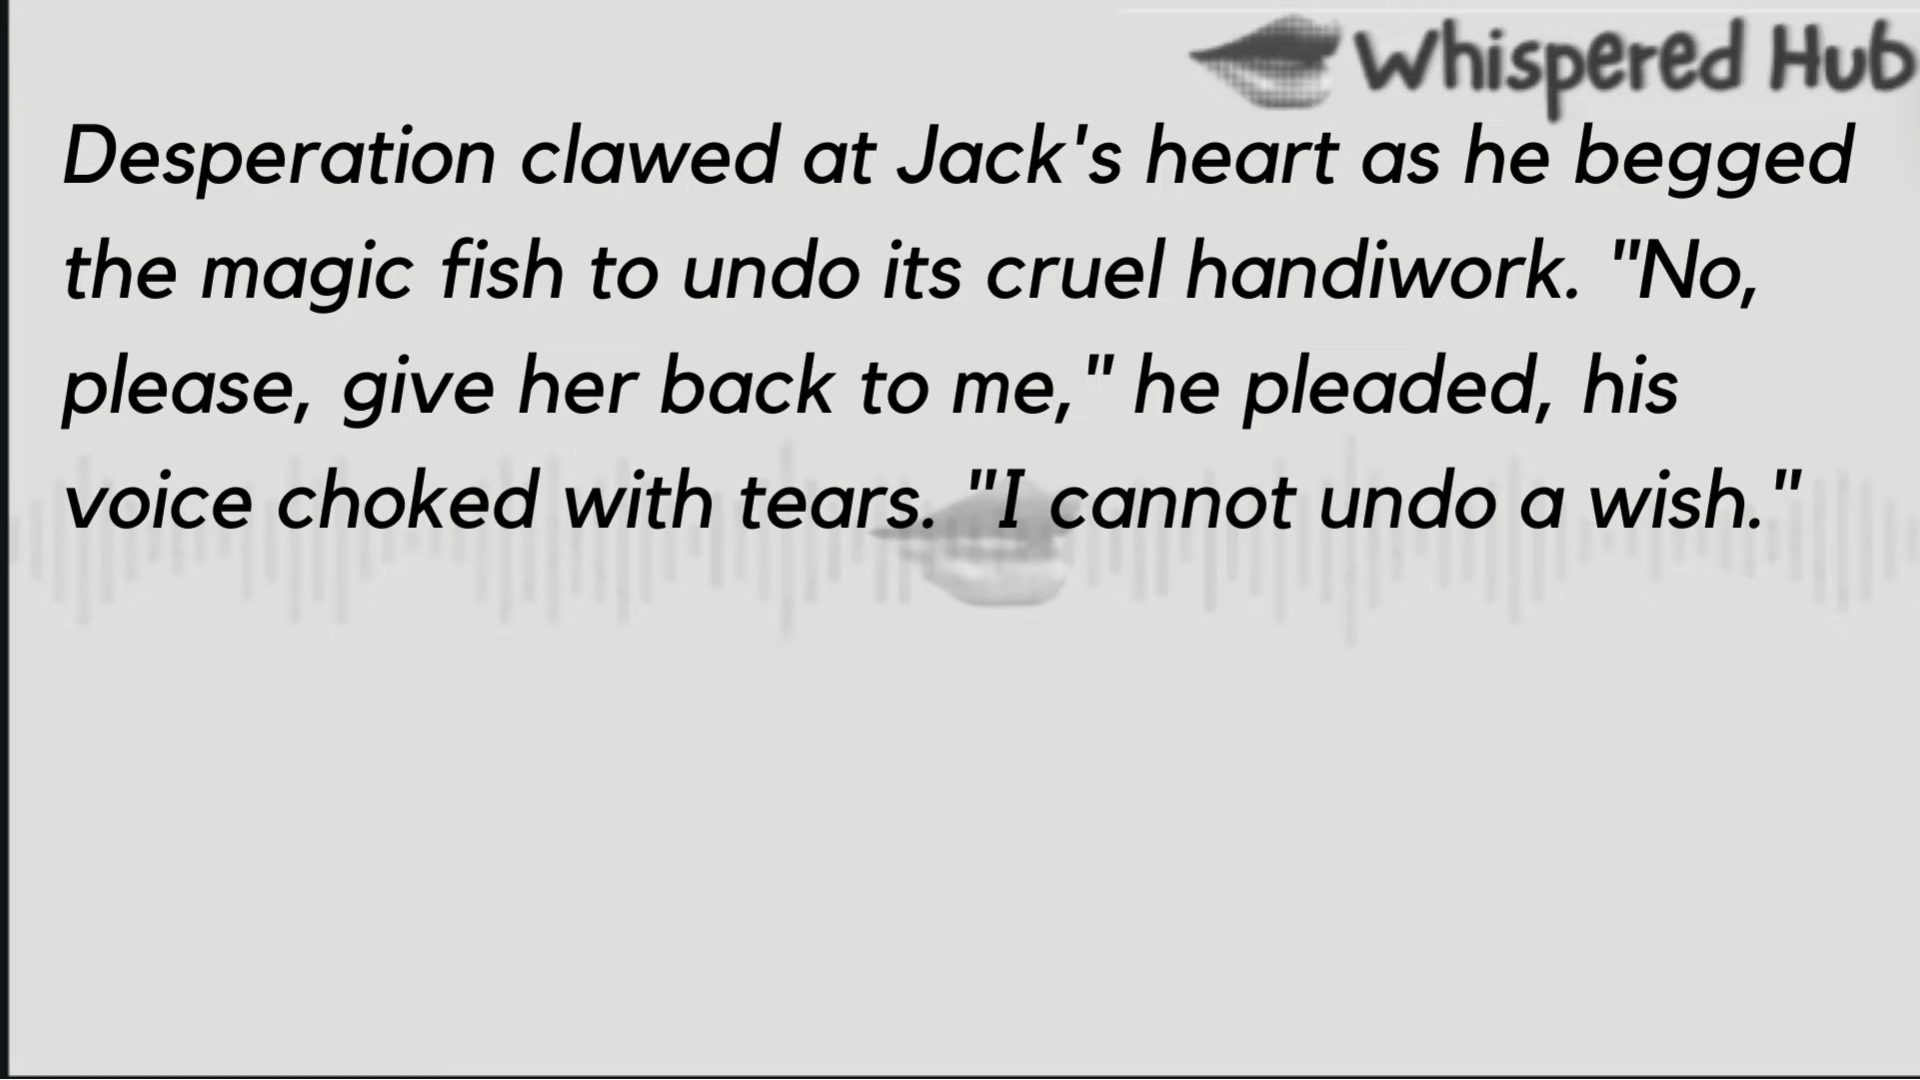 Whispered Hub
Desperation clawed at Jack's heart as he begged
the magic fish to undo its cruel handiwork. "No,
please, give her back to me," he pleaded, his
voice choked with tears. "I cannot undo a wish."